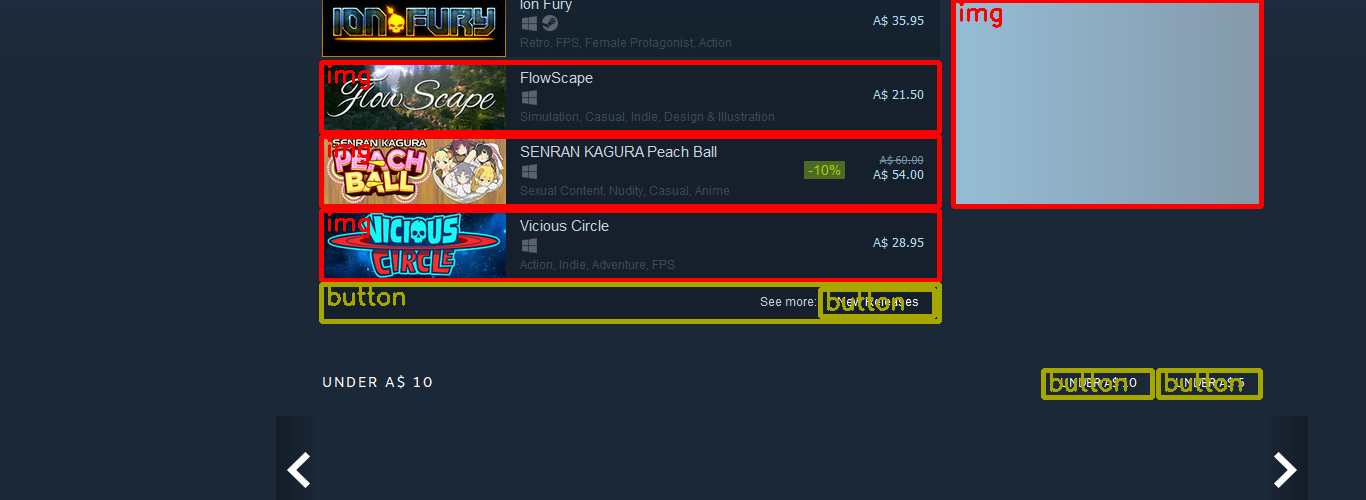 Ion Fury
ION FURY
A$ 35.95
Retro, FPS, Female Protagonist, Action
img
img
FlowScape
Flow Scape
A$ 21.50
Simulation, Casual, Indie, Design & Illustration
img
SENRAN KAGURA
PEACH
BALL
SENRAN KAGURA Peach Ball
-10%
A$ 60.00
A$ 54.00
Sexual Content, Nudity, Casual, Anime
img
VICIOUS
CIRCLE
Vicious Circle
A$ 28.95
Action, Indie, Adventure, FPS
button
See more:
New Releases
button
UNDER A$ 10
UNDER A$ 10
button
UNDER A$ 5
button